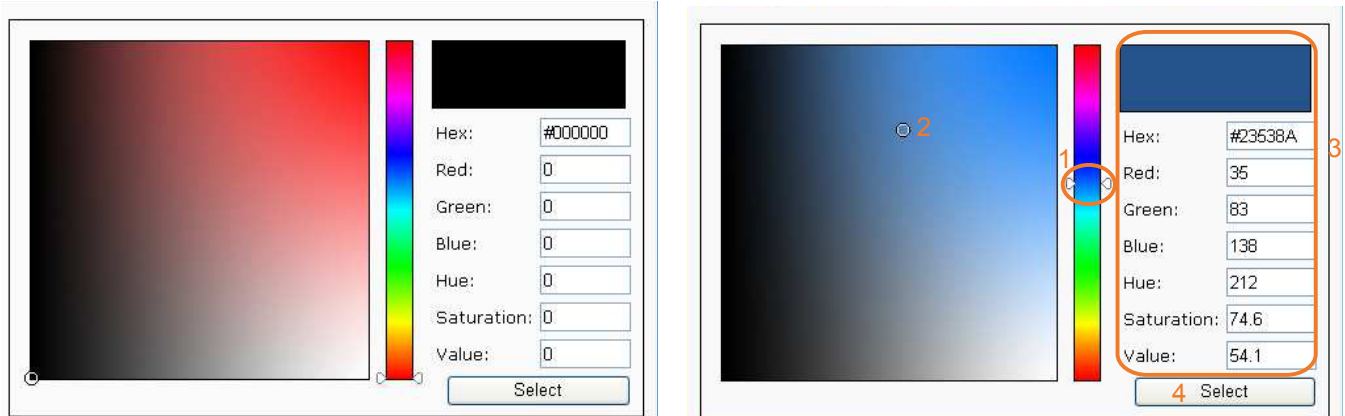 Hex: #000000
Red: 0
Green: 0
Blue: 0
Hue: 0
Saturation: 0
Value: 0
Select
1
2
3
Hex: #23538A
Red: 35
Green: 83
Blue: 138
Hue: 212
Saturation: 74.6
Value: 54.1
4 Select